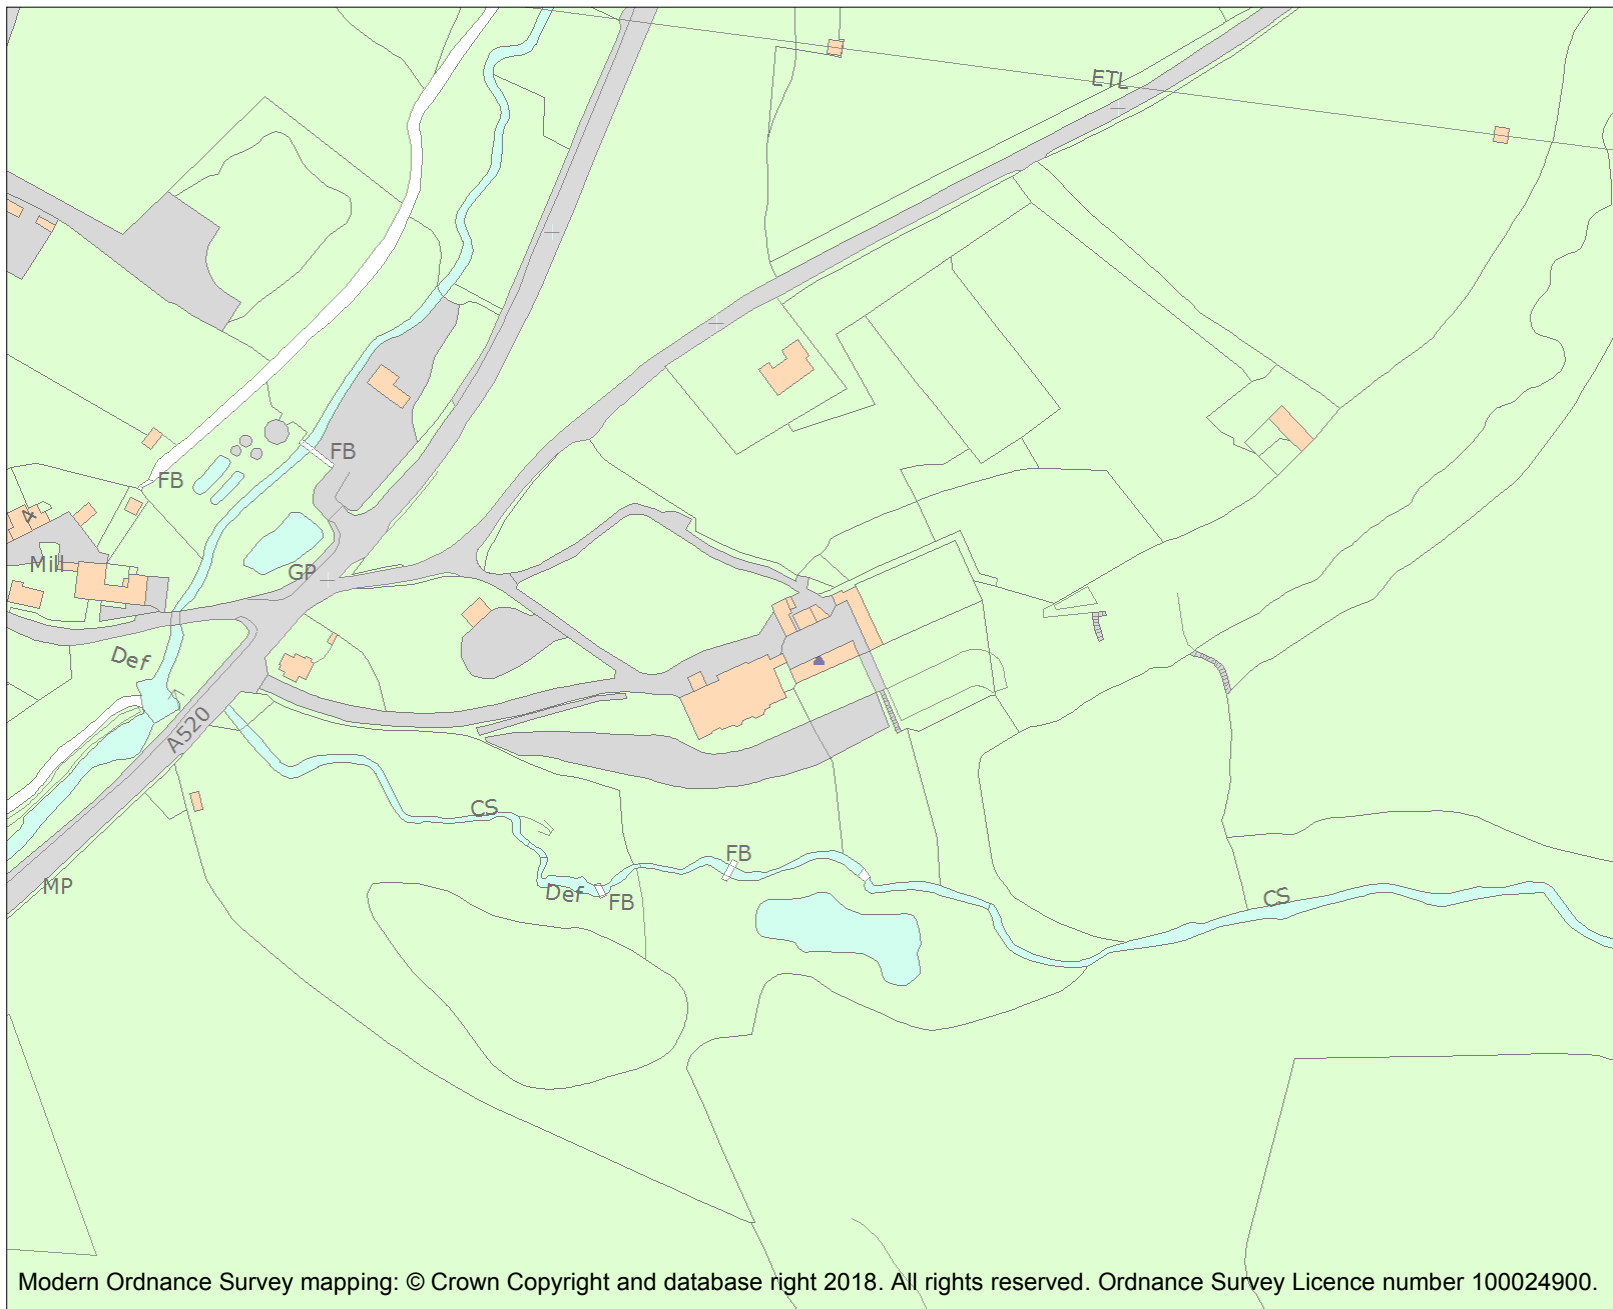 ETL
FB
FB
4
Mill
GP
Def
A520
CS
FB
MP
Def
FB
CS
Modern Ordnance Survey mapping: © Crown Copyright and database right 2018. All rights reserved. Ordnance Survey Licence number 100024900.